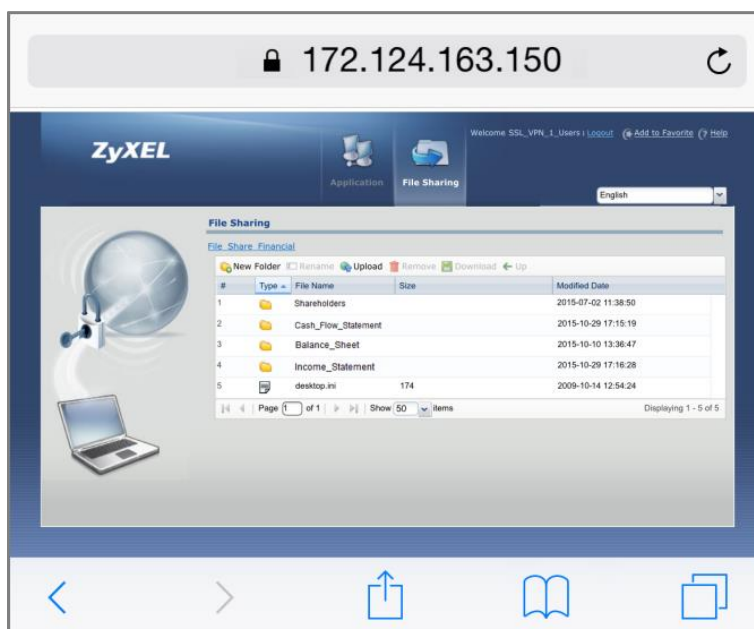 172.124.163.150
ZyXEL
Welcome SSL_VPN_1_Users | Logout Add to Favorite Help
Application File Sharing
English
File Sharing
File_Share_Financial
New Folder Rename Upload Remove Download Up
# Type File Name Size Modified Date
1 Shareholders 2015-07-02 11:38:50
2 Cash_Flow_Statement 2015-10-29 17:15:19
3 Balance_Sheet 2015-10-10 13:36:47
4 Income_Statement 2015-10-29 17:16:28
5 desktop.ini 174 2009-10-14 12:54:24
Page 1 of 1 Show 50 items Displaying 1 - 5 of 5